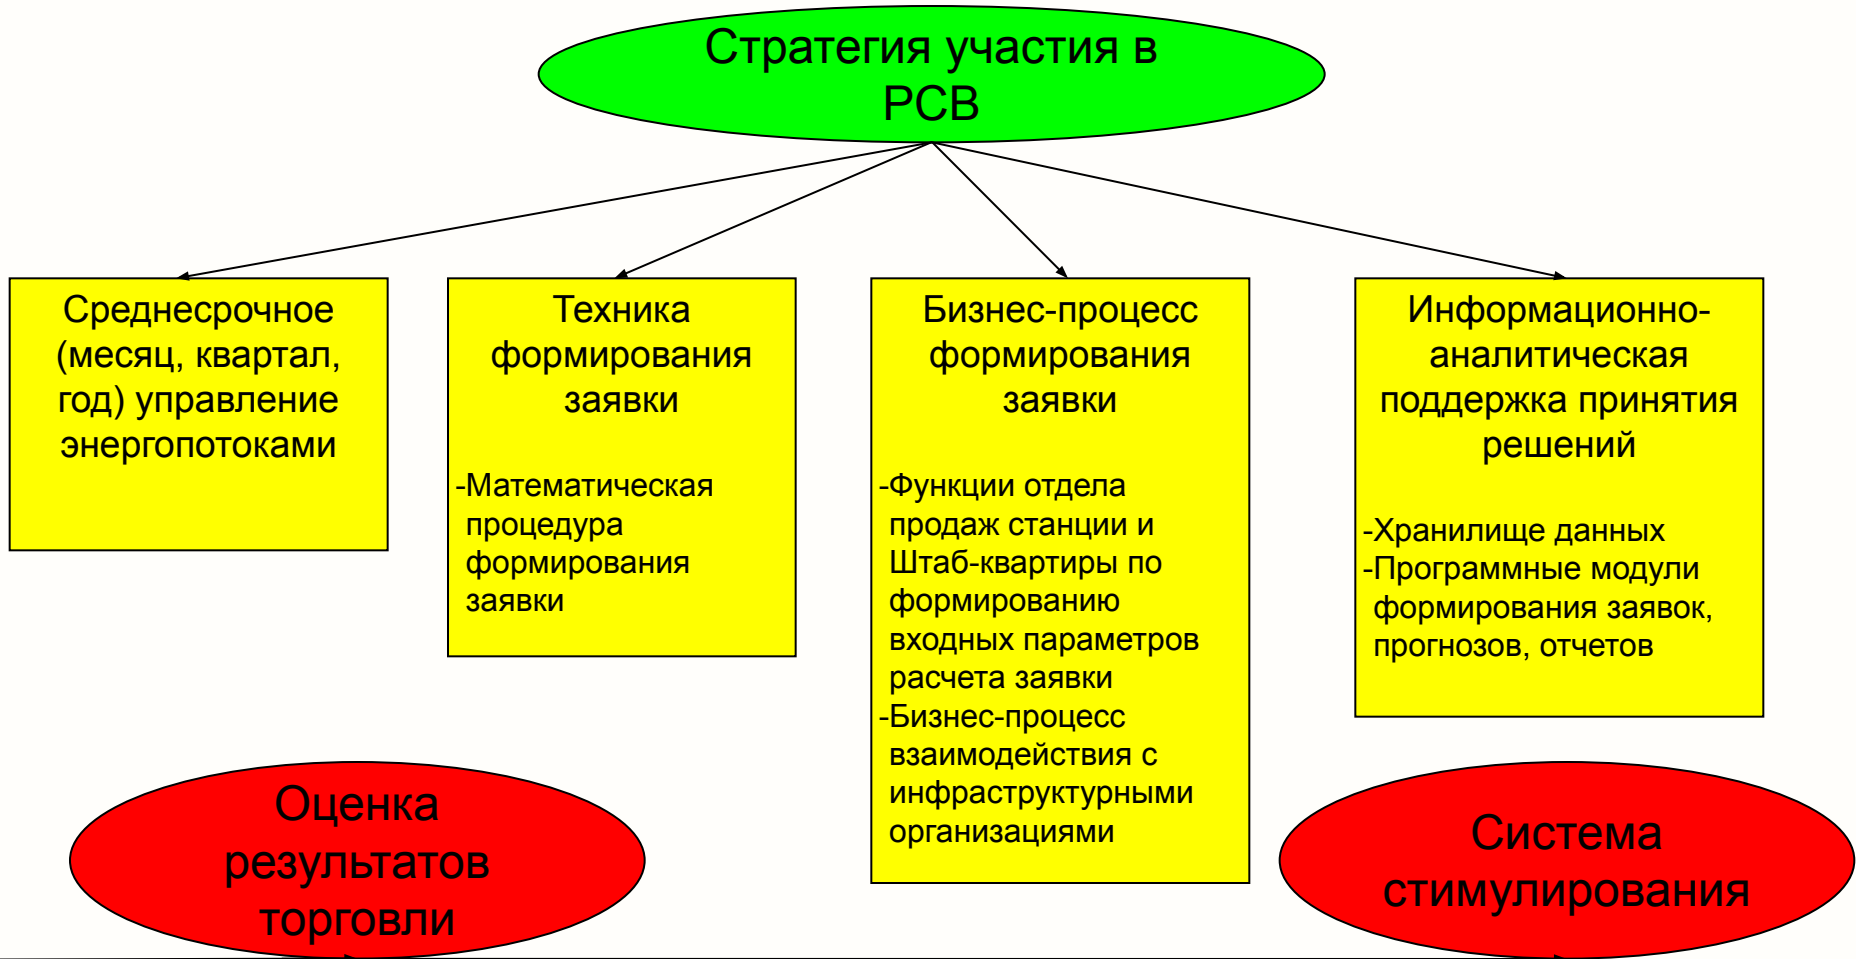 Стратегия участия в
РСВ
Среднесрочное
(месяц, квартал,
год) управление
энергопотоками
Техника
формирования
заявки
-Математическая
процедура
формирования
заявки
Бизнес-процесс
формирования
заявки
-Функции отдела
продаж станции и
Штаб-квартиры по
формированию
входных параметров
расчета заявки
-Бизнес-процесс
взаимодействия с
инфраструктурными
организациями
Информационно-
аналитическая
поддержка принятия
решений
-Хранилище данных
-Программные модули
формирования заявок,
прогнозов, отчетов
Оценка
результатов
торговли
Система
стимулирования